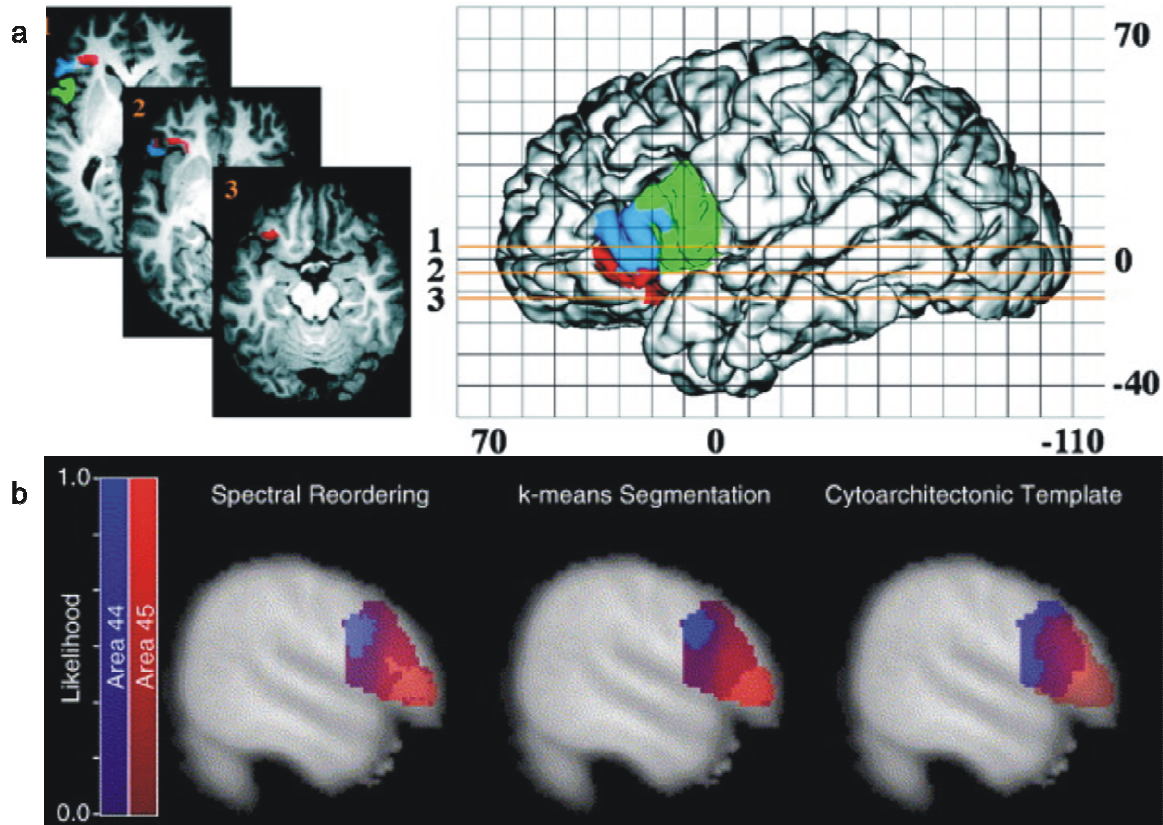 a
1
2
3
70
0
-40
1
2
3
70
0
-110
b
1.0
Likelihood
0.0
Area 44
Area 45
Spectral Reordering
k-means Segmentation
Cytoarchitectonic Template